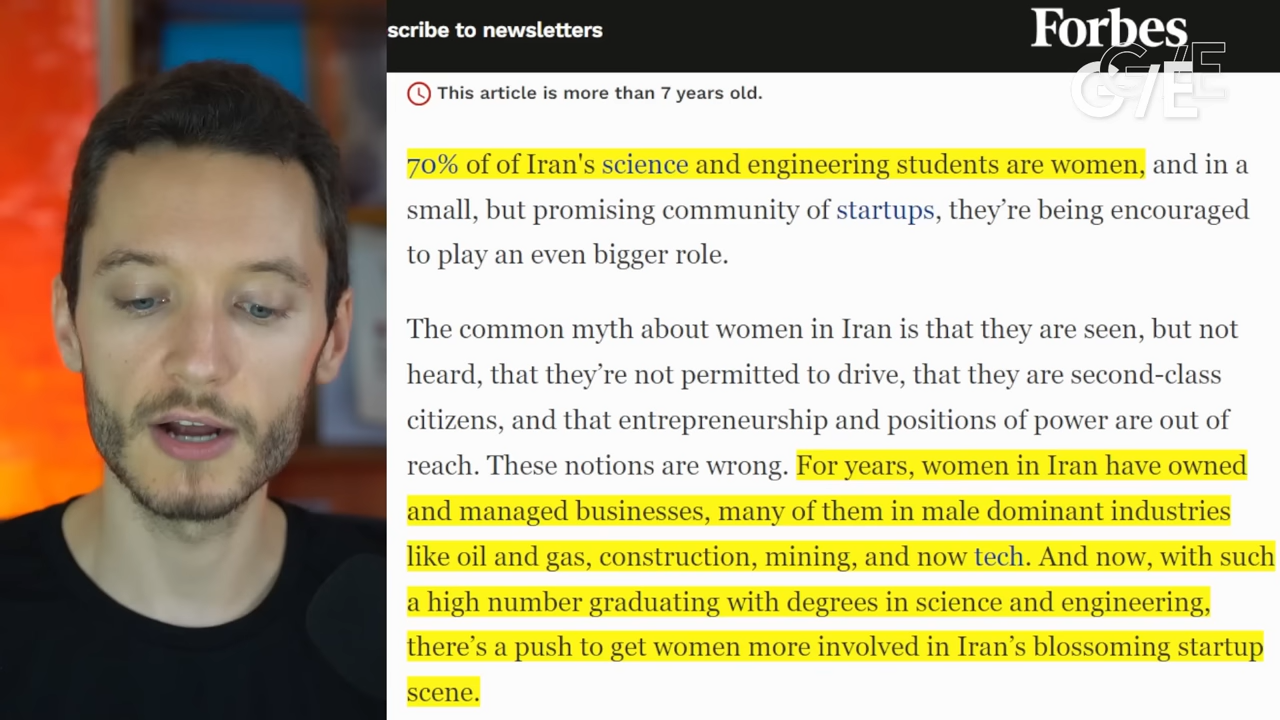 scribe to newsletters
Forbes
G/E
G/E
This article is more than 7 years old.
70% of of Iran's science and engineering students are women, and in a
small, but promising community of startups, they’re being encouraged
to play an even bigger role.
The common myth about women in Iran is that they are seen, but not
heard, that they’re not permitted to drive, that they are second-class
citizens, and that entrepreneurship and positions of power are out of
reach. These notions are wrong. For years, women in Iran have owned
and managed businesses, many of them in male dominant industries
like oil and gas, construction, mining, and now tech. And now, with such
a high number graduating with degrees in science and engineering,
there’s a push to get women more involved in Iran’s blossoming startup
scene.